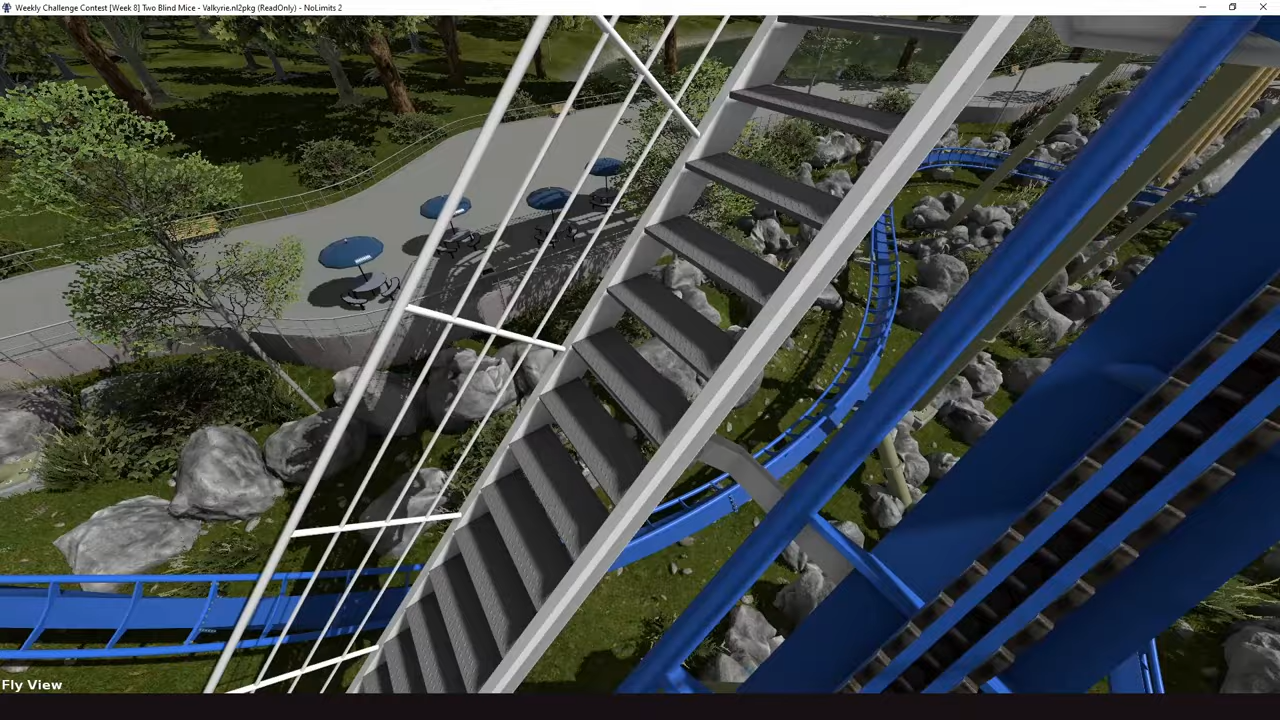 Weekly Challenge Contest [Week 8] Two Blind Mice - Valkyrie.nl2pkg (ReadOnly) - NoLimits 2
Fly View